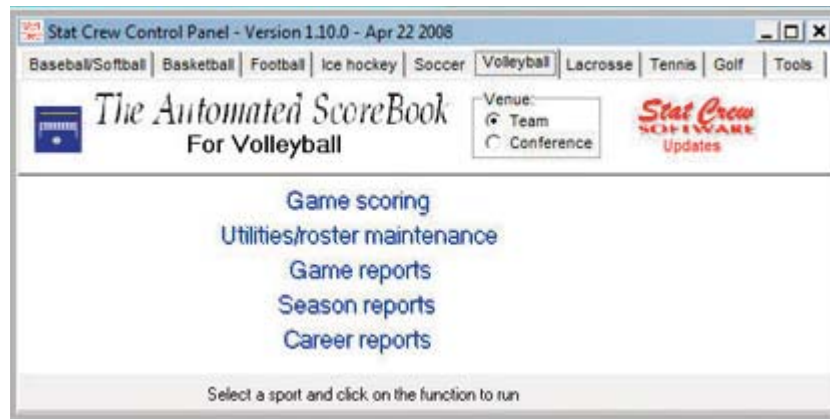 Stat Crew Control Panel - Version 1.10.0 - Apr 22 2008
Baseball/Softball Basketball Football Ice hockey Soccer Volleyball Lacrosse Tennis Golf Tools
The Automated ScoreBook
For Volleyball
Venue:
Team
Conference
Stat Crew
SOFTWARE
Updates
Game scoring
Utilities/roster maintenance
Game reports
Season reports
Career reports
Select a sport and click on the function to run